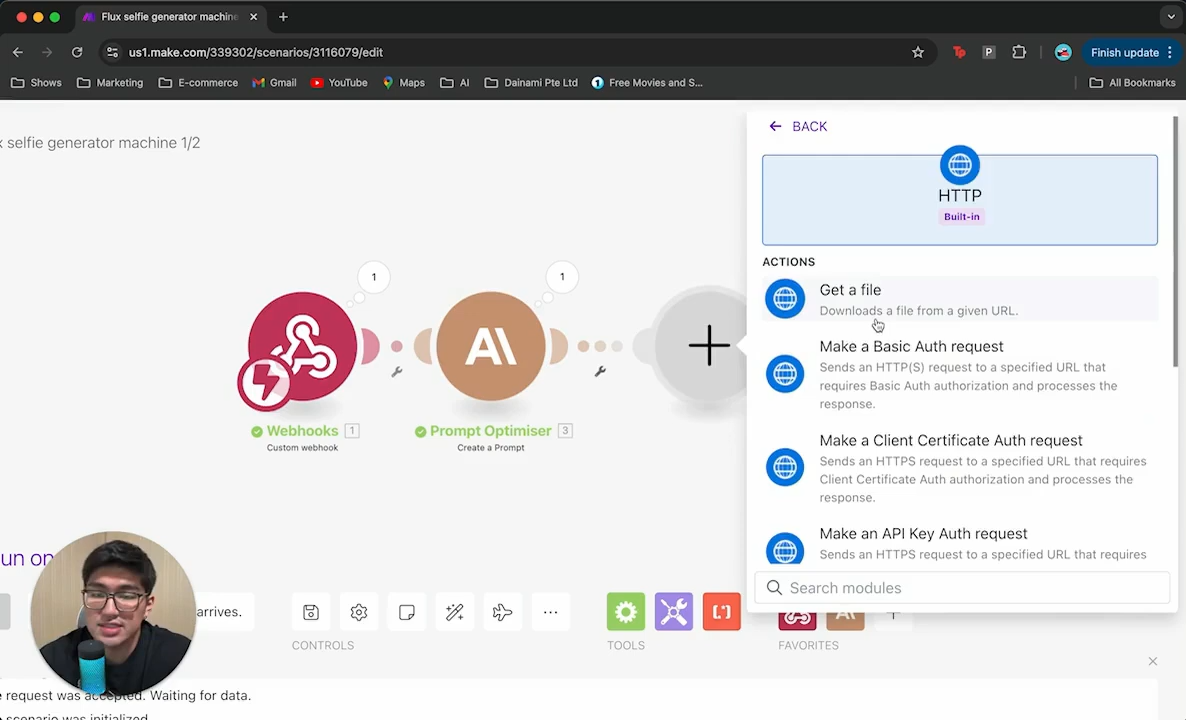 Flux selfie generator machine
us1.make.com/339302/scenarios/3116079/edit
Finish update
Shows
Marketing
E-commerce
Gmail
YouTube
Maps
AI
Dainami Pte Ltd
Free Movies and S...
All Bookmarks
selfie generator machine 1/2
BACK
HTTP
Built-in
ACTIONS
Get a file
Downloads a file from a given URL.
Make a Basic Auth request
Sends an HTTP(S) request to a specified URL that
requires Basic Auth authorization and processes the
response.
Make a Client Certificate Auth request
Sends an HTTPS request to a specified URL that requires
Client Certificate Auth authorization and processes the
response.
Make an API Key Auth request
Sends an HTTPS request to a specified URL that requires
Search modules
1
1
Webhooks 1
Custom webhook
Prompt Optimiser 3
Create a Prompt
un on
arrives.
CONTROLS
TOOLS
FAVORITES
request was accepted. Waiting for data.
scenario was initialized